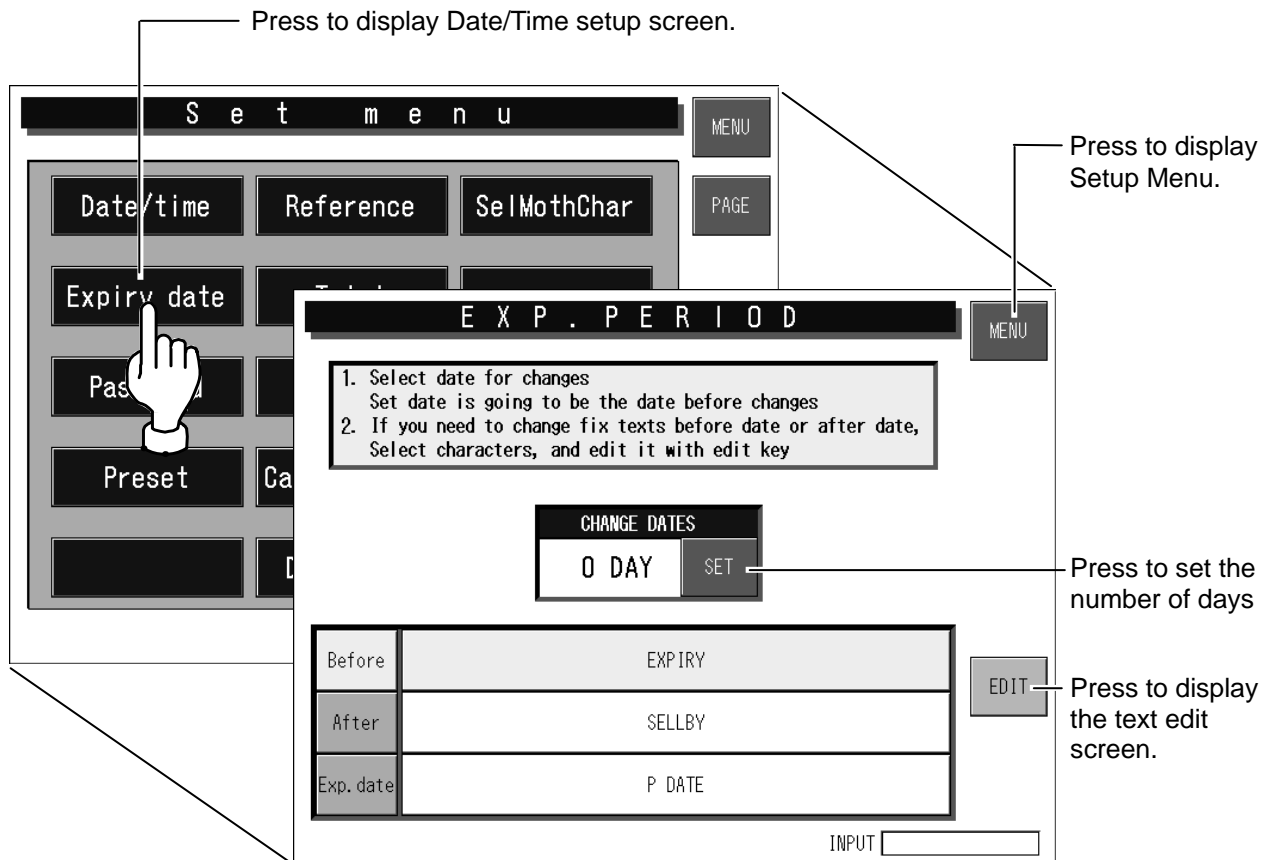 Press to display Date/Time setup screen.
Set menu
MENU
Date/time
Reference
SelMothChar
PAGE
Expiry date
Preset
Press to display
Setup Menu.
EXP.PERIOD
MENU
1. Select date for changes
Set date is going to be the date before changes
2. If you need to change fix texts before date or after date,
Select characters, and edit it with edit key
CHANGE DATES
0 DAY
SET
Press to set the
number of days
Before
EXPIRY
After
SELLBY
Exp.date
P DATE
EDIT
Press to display
the text edit
screen.
INPUT